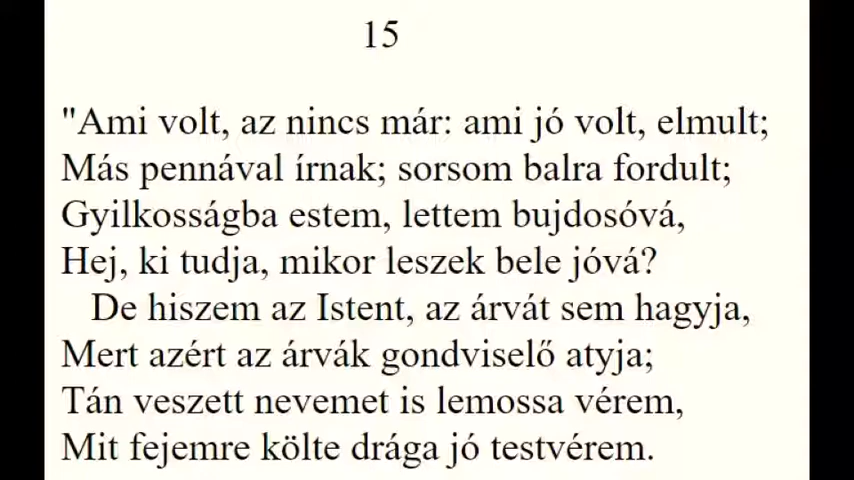 15
"Ami volt, az nincs már: ami jó volt, elmult;
Más pennával írnak; sorsom balra fordult;
Gyilkosságba estem, lettem bujdosóvá,
Hej, ki tudja, mikor leszek bele jóvá?
De hiszem az Istent, az árvát sem hagyja,
Mert azért az árvák gondviselő atyja;
Tán veszett nevemet is lemossa vérem,
Mit fejemre költe drága jó testvérem.